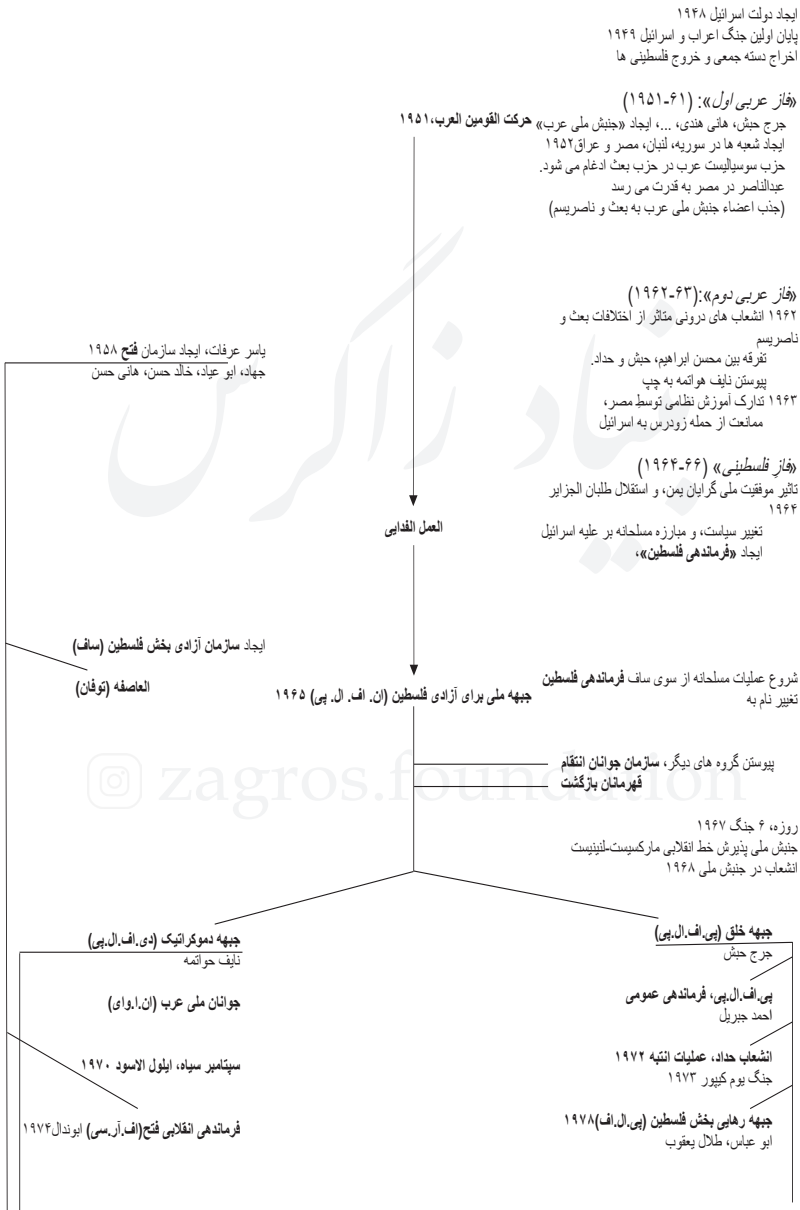 ایجاد دولت اسرائیل ۱۹۴۸
پایان اولین جنگ اعراب و اسرائیل ۱۹۴۹
اخراج دسته جمعی و خروج فلسطینی ها
«فاز عربی اول»: (۶۱-۱۹۵۱)
جرج حبش، هانی هندی، ...، ایجاد «جنبش ملی عرب» حرکت القومین العرب،۱۹۵۱
ایجاد شعبه ها در سوریه، لنبان، مصر و عراق۱۹۵۲
حزب سوسیالیست عرب در حزب بعث ادغام می شود.
عبدالناصر در مصر به قدرت می رسد
(جذب اعضاء جنبش ملی عرب به بعث و ناصریسم)
«فاز عربی دوم»:(۶۳-۱۹۶۲)
۱۹۶۲ انشعاب های درونی متاثر از اختلافات بعث و
ناصریسم
تفرقه بین محسن ابراهیم، حبش و حداد.
پیوستن نایف هواتمه به چپ
۱۹۶۳ تدارک آموزش نظامی توسطِ مصر،
ممانعت از حمله زودرس به اسرائیل
یاسر عرفات، ایجاد سازمان فتح ۱۹۵۸
جهاد، ابو عیاد، خالد حسن، هانی حسن
«فازِ فلسطینی» (۶۶-۱۹۶۴)
تاثیر موفقیت ملی گرایان یمن، و استقلال طلبان الجزایر
۱۹۶۴
تغییر سیاست، و مبارزه مسلحانه بر علیه اسرائیل
ایجاد «فرماندهی فلسطین»،
العمل الفدایی
ایجاد سازمان آزادی بخش فلسطین (ساف)
العاصفه (توفان)
شروع عملیات مسلحانه از سوی ساف فرماندهی فلسطین
تغییر نام به
جبهه ملی برای آزادی فلسطین (ان. اف. ال. پی) ۱۹۶۵
پیوستن گروه های دیگر، سازمان جوانان انتقام
قهرمانان بازگشت
روزه، ۶ جنگ ۱۹۶۷
جنبش ملی پذیرش خط انقلابی مارکسیست-لنینیست
انشعاب در جنبش ملی ۱۹۶۸
جبهه خلق (پی.اف.ال.پی)
جرج حبش
پی.اف.ال.پی، فرماندهی عمومی
احمد جبریل
انشعاب حداد، عملیات انتبه ۱۹۷۲
جنگ یوم کیپور ۱۹۷۳
جبهه رهایی بخش فلسطین (پی.ال.اف)۱۹۷۸
ابو عباس، طلال یعقوب
جبهه دموکراتیک (دی.اف.ال.پی)
نایف حواتمه
جوانان ملی عرب (ان.ا.وای)
سپتامبر سیاه، ایلول الاسود ۱۹۷۰
فرماندهی انقلابی فتح(اف.آر.سی) ابوندال۱۹۷۴
بنیاد زاگرس
zagros.foundation